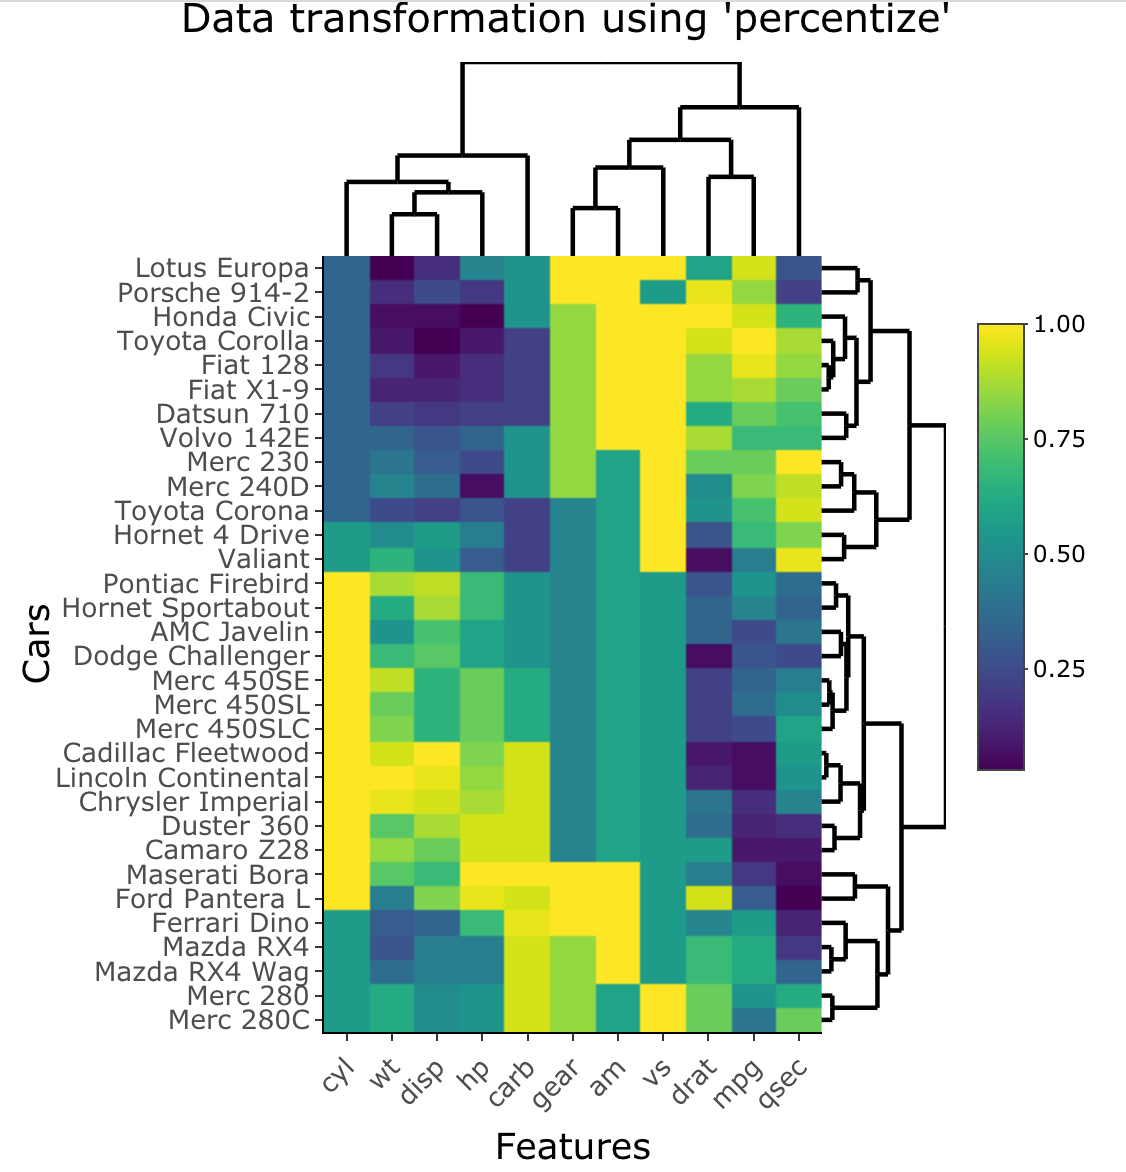 Data transformation using 'percentize'
Lotus Europa
Porsche 914-2
Honda Civic
Toyota Corolla
Fiat 128
Fiat X1-9
Datsun 710
Volvo 142E
Merc 230
Merc 240D
Toyota Corona
Hornet 4 Drive
Valiant
Pontiac Firebird
Hornet Sportabout
AMC Javelin
Dodge Challenger
Merc 450SE
Merc 450SL
Merc 450SLC
Cadillac Fleetwood
Lincoln Continental
Chrysler Imperial
Duster 360
Camaro Z28
Maserati Bora
Ford Pantera L
Ferrari Dino
Mazda RX4
Mazda RX4 Wag
Merc 280
Merc 280C
Cars
1.00
0.75
0.50
0.25
cyl
wt
disp
hp
carb
gear
am
vs
drat
mpg
qsec
Features